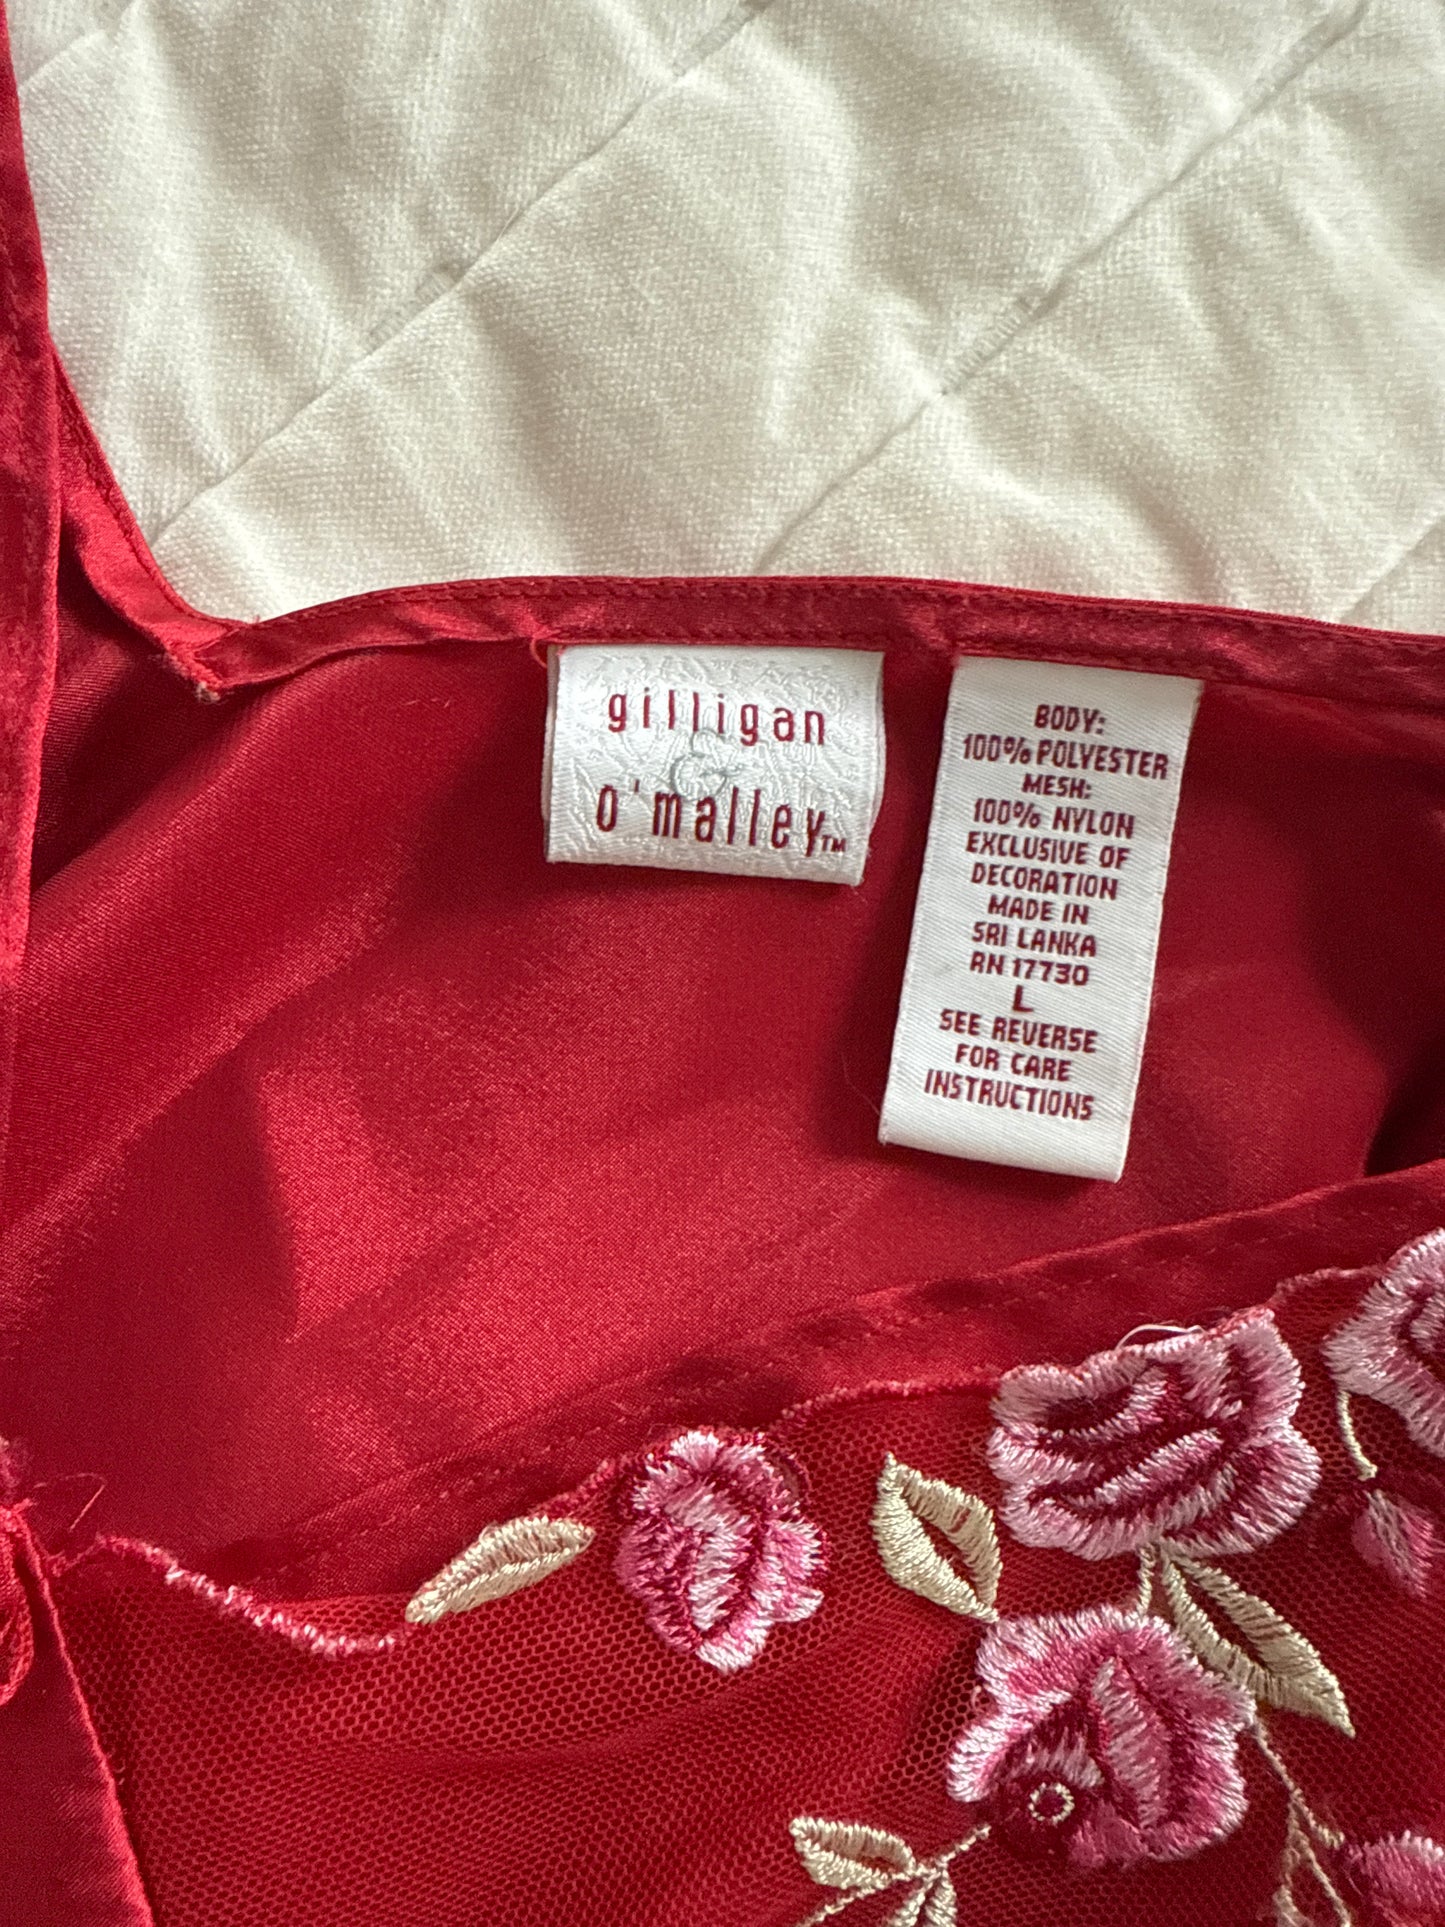 gilligan
&
o'malley™
BODY:
100% POLYESTER
MESH:
100% NYLON
EXCLUSIVE OF
DECORATION
MADE IN
SRI LANKA
RN 17730
L
SEE REVERSE
FOR CARE
INSTRUCTIONS